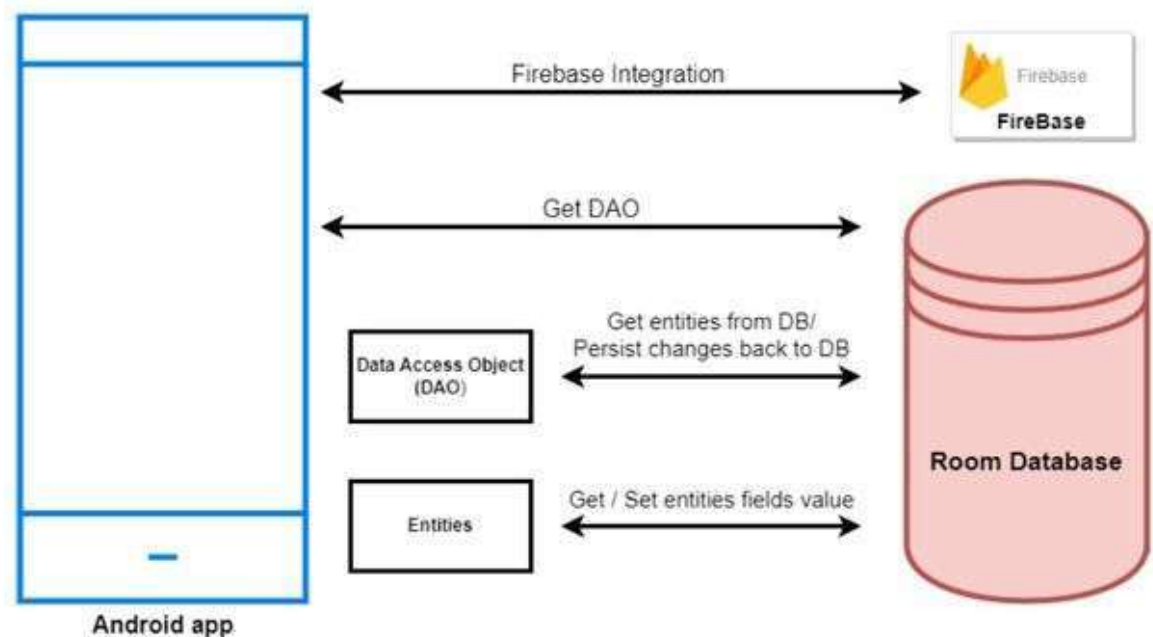 Firebase Integration
Firebase
FireBase
Get DAO
Get entities from DB/
Persist changes back to DB
Data Access Object
(DAO)
Room Database
Get / Set entities fields value
Entities
Android app